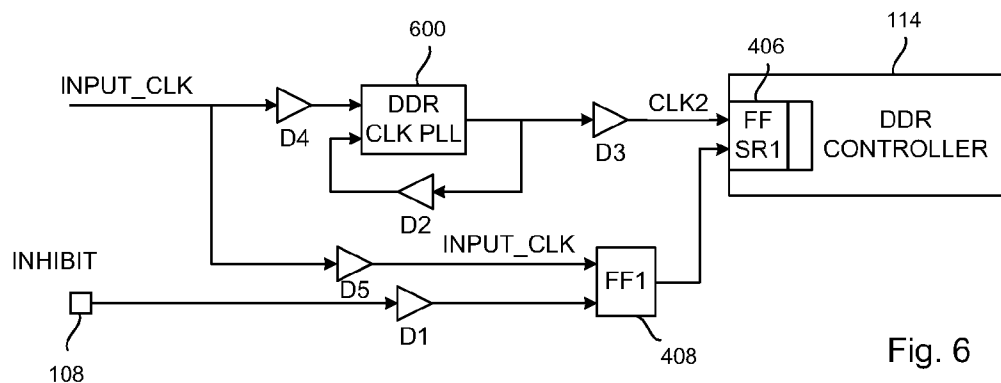 600
114
406
INPUT_CLK
DDR
CLK PLL
D4
D3
CLK2
FF
SR1
DDR
CONTROLLER
D2
INPUT_CLK
INHIBIT
D5
FF1
D1
108
408
Fig. 6